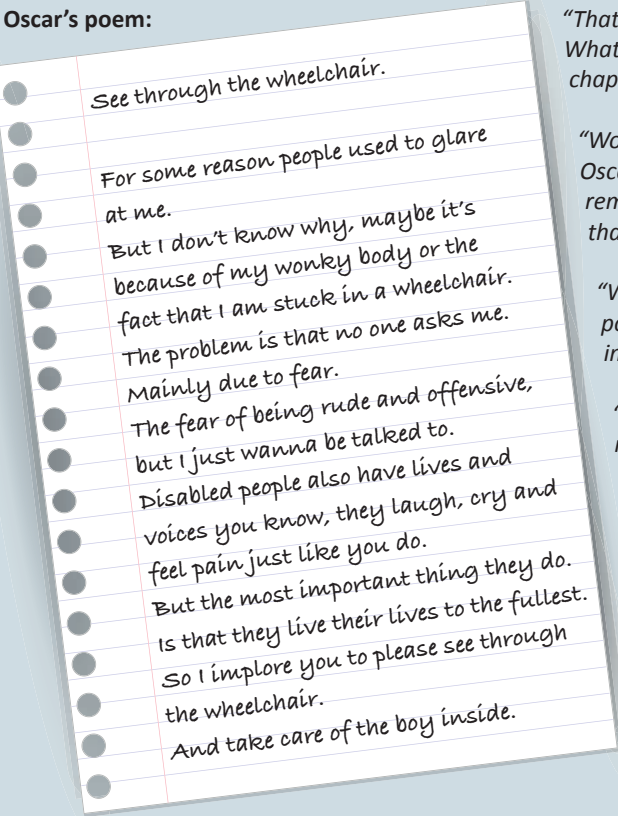 Oscar's poem:
See through the wheelchair.
For some reason people used to glare
at me.
But I don't know why, maybe it's
because of my wonky body or the
fact that I am stuck in a wheelchair.
The problem is that no one asks me.
Mainly due to fear.
The fear of being rude and offensive,
but I just wanna be talked to.
Disabled people also have lives and
voices you know, they laugh, cry and
feel pain just like you do.
But the most important thing they do.
Is that they live their lives to the fullest.
So I implore you to please see through
the wheelchair.
And take care of the boy inside.
“That
What
chap
“Wo
Osca
rem
tha
“V
po
in